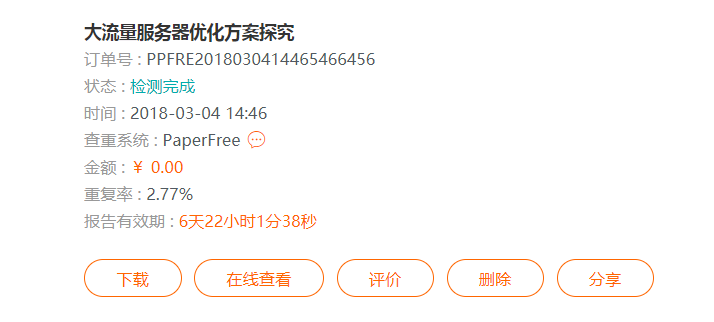 大流量服务器优化方案探究
订单号 : PPFRE2018030414465466456
状态 : 检测完成
时间 : 2018-03-04 14:46
查重系统 : PaperFree
金额 : ¥ 0.00
重复率 : 2.77%
报告有效期 : 6天22小时1分38秒
下载 在线查看 评价 删除 分享